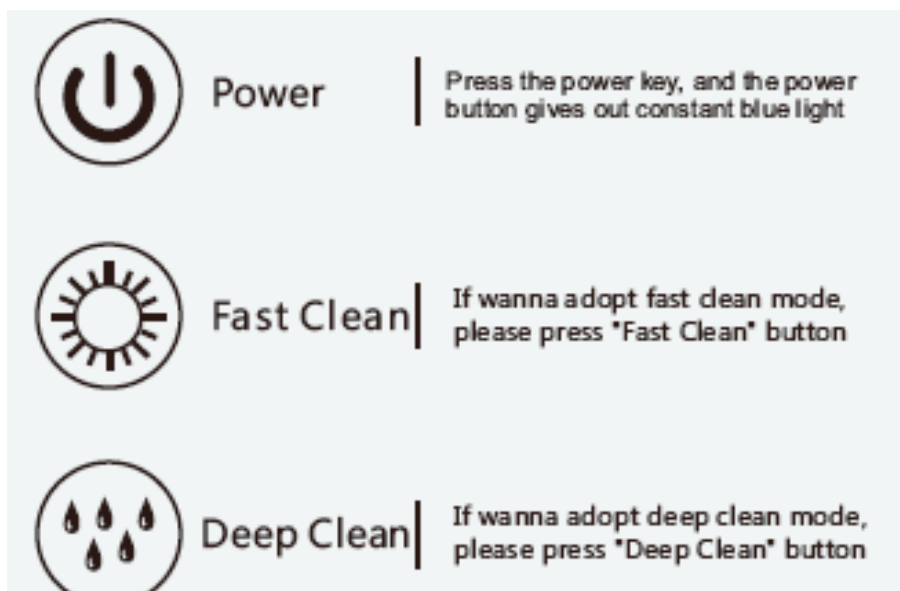 Power
Press the power key, and the power
button gives out constant blue light
Fast Clean
If wanna adopt fast clean mode,
please press "Fast Clean" button
Deep Clean
If wanna adopt deep clean mode,
please press "Deep Clean" button